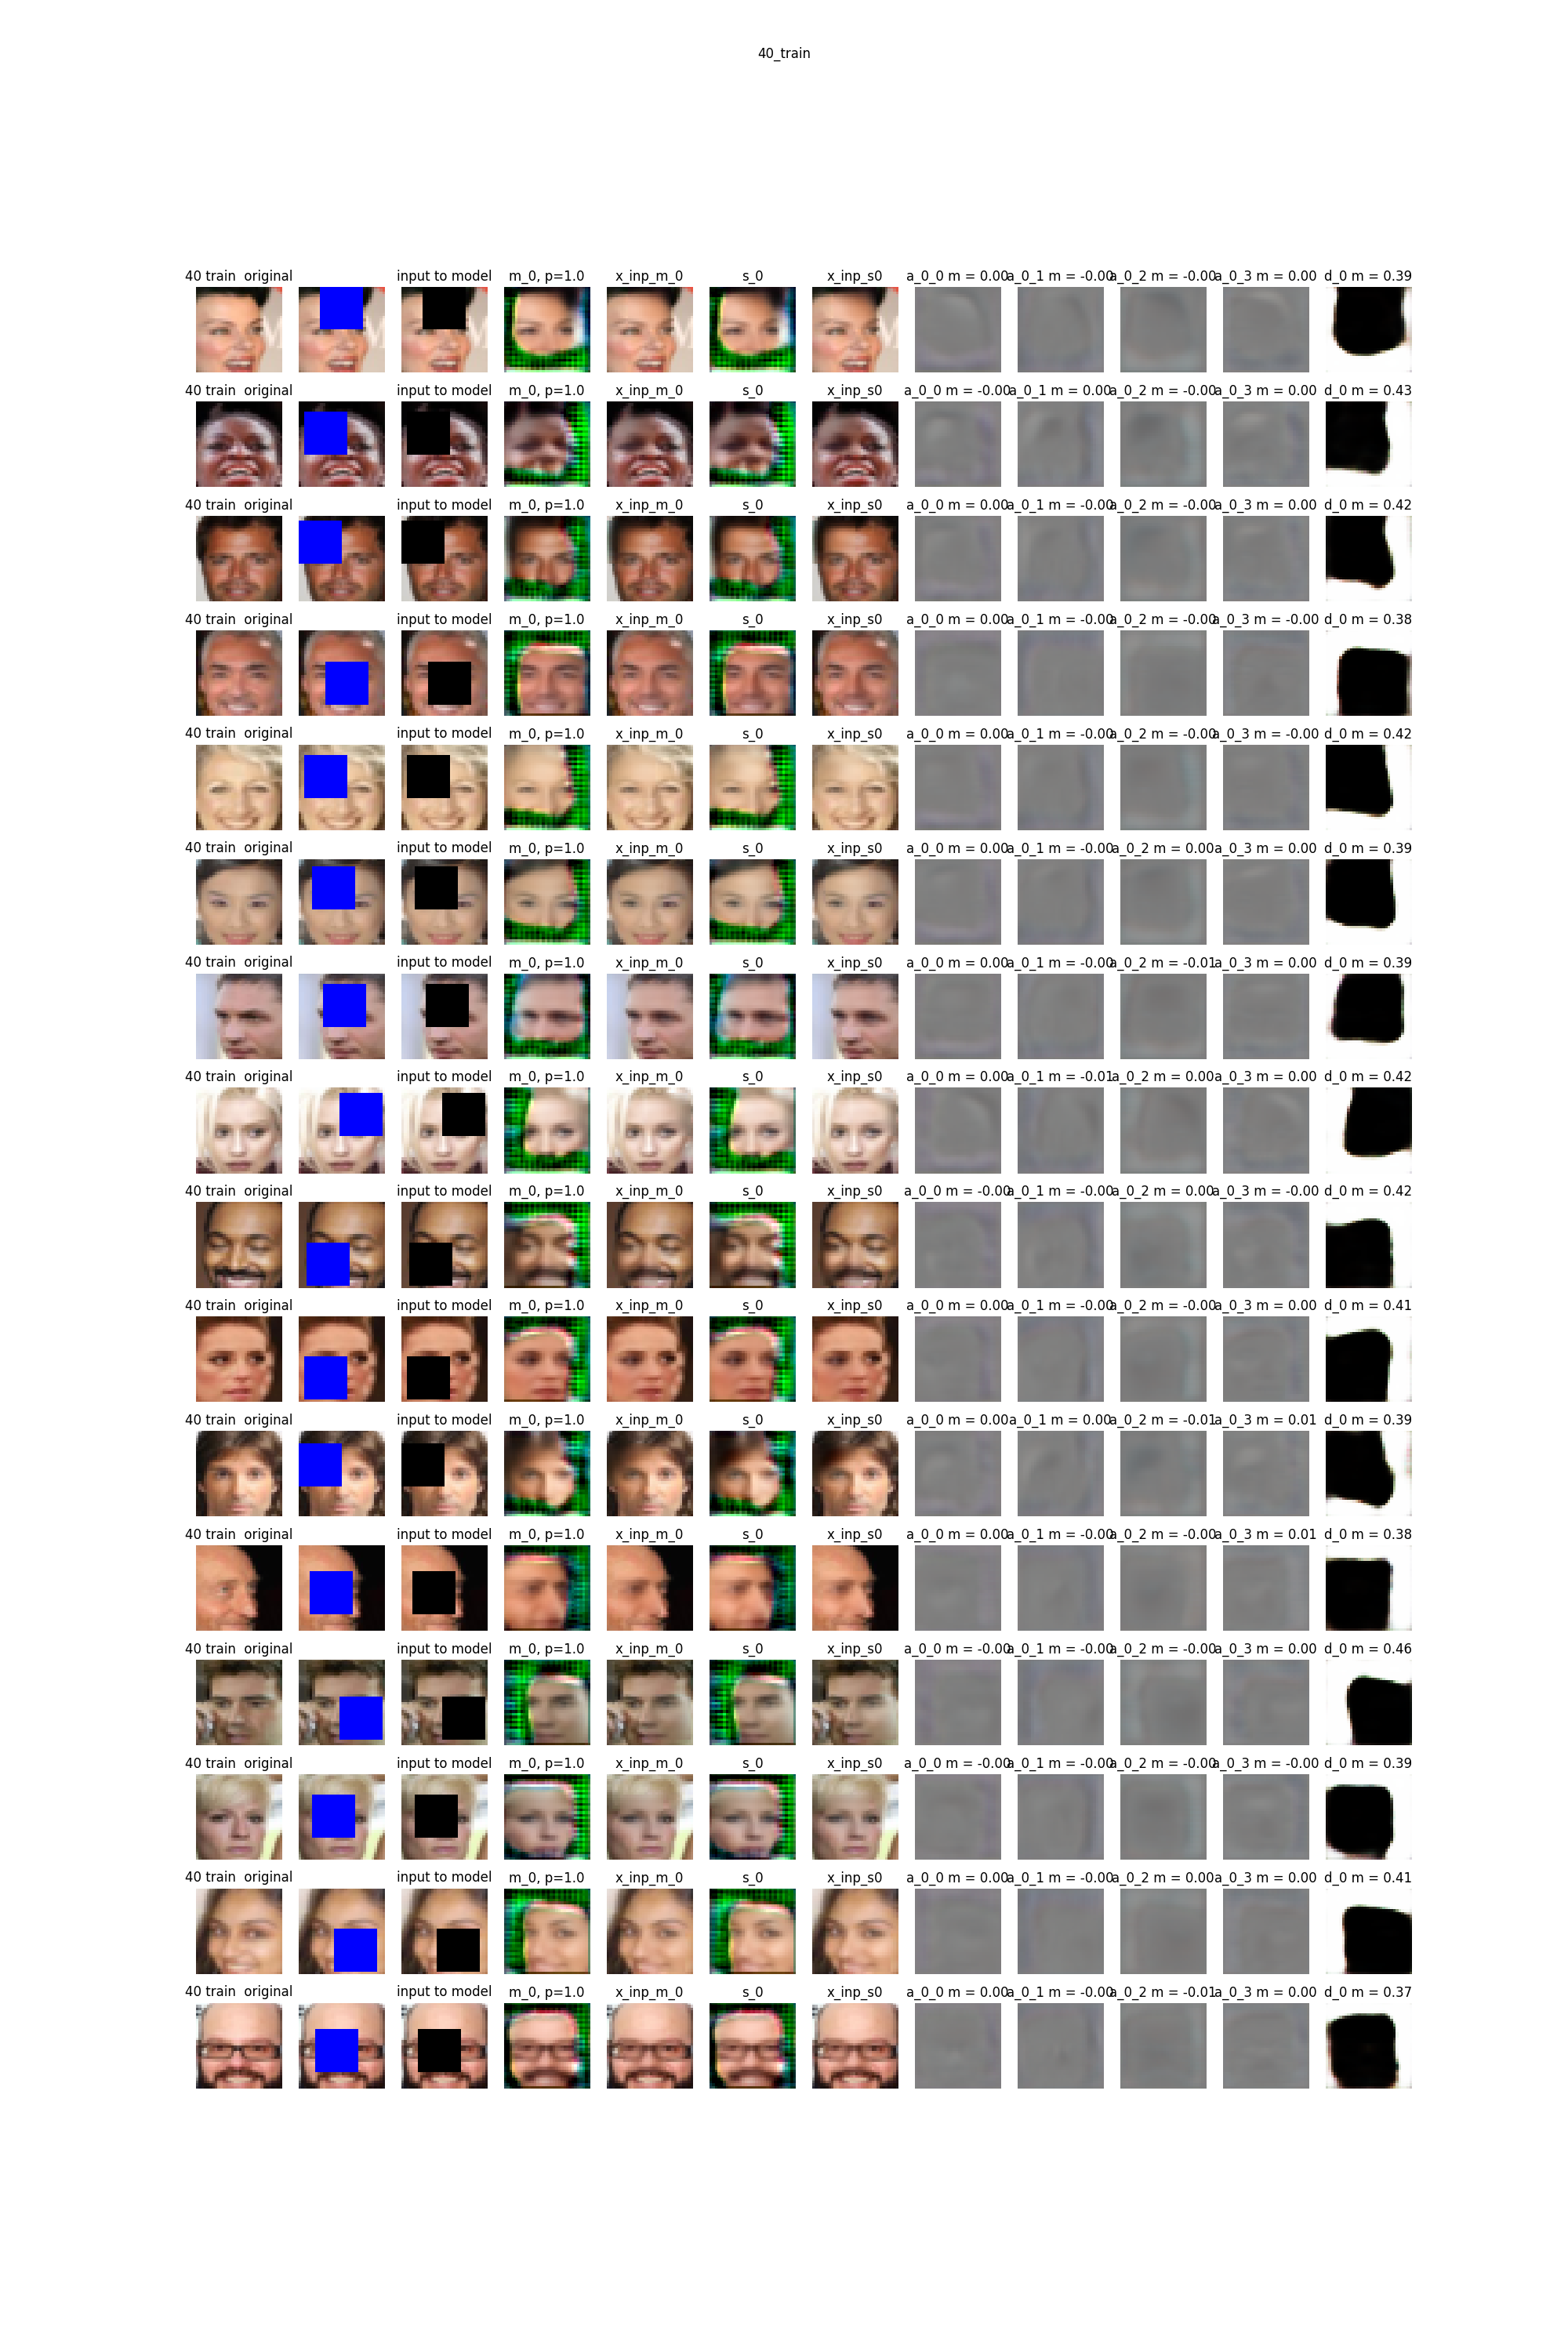 40_train
40 train  original input to model m_0, p=1.0 x_inp_m_0 s_0 x_inp_s0 a_0_0 m = 0.00 a_0_1 m = -0.00 a_0_2 m = -0.00 a_0_3 m = 0.00 d_0 m = 0.39
40 train  original input to model m_0, p=1.0 x_inp_m_0 s_0 x_inp_s0 a_0_0 m = -0.00 a_0_1 m = 0.00 a_0_2 m = -0.00 a_0_3 m = 0.00 d_0 m = 0.43
40 train  original input to model m_0, p=1.0 x_inp_m_0 s_0 x_inp_s0 a_0_0 m = 0.00 a_0_1 m = -0.00 a_0_2 m = -0.00 a_0_3 m = 0.00 d_0 m = 0.42
40 train  original input to model m_0, p=1.0 x_inp_m_0 s_0 x_inp_s0 a_0_0 m = 0.00 a_0_1 m = -0.00 a_0_2 m = -0.00 a_0_3 m = -0.00 d_0 m = 0.38
40 train  original input to model m_0, p=1.0 x_inp_m_0 s_0 x_inp_s0 a_0_0 m = 0.00 a_0_1 m = -0.00 a_0_2 m = -0.00 a_0_3 m = -0.00 d_0 m = 0.42
40 train  original input to model m_0, p=1.0 x_inp_m_0 s_0 x_inp_s0 a_0_0 m = 0.00 a_0_1 m = -0.00 a_0_2 m = 0.00 a_0_3 m = 0.00 d_0 m = 0.39
40 train  original input to model m_0, p=1.0 x_inp_m_0 s_0 x_inp_s0 a_0_0 m = 0.00 a_0_1 m = -0.00 a_0_2 m = -0.01 a_0_3 m = 0.00 d_0 m = 0.39
40 train  original input to model m_0, p=1.0 x_inp_m_0 s_0 x_inp_s0 a_0_0 m = 0.00 a_0_1 m = -0.01 a_0_2 m = 0.00 a_0_3 m = 0.00 d_0 m = 0.42
40 train  original input to model m_0, p=1.0 x_inp_m_0 s_0 x_inp_s0 a_0_0 m = -0.00 a_0_1 m = -0.00 a_0_2 m = 0.00 a_0_3 m = -0.00 d_0 m = 0.42
40 train  original input to model m_0, p=1.0 x_inp_m_0 s_0 x_inp_s0 a_0_0 m = 0.00 a_0_1 m = -0.00 a_0_2 m = -0.00 a_0_3 m = 0.00 d_0 m = 0.41
40 train  original input to model m_0, p=1.0 x_inp_m_0 s_0 x_inp_s0 a_0_0 m = 0.00 a_0_1 m = 0.00 a_0_2 m = -0.01 a_0_3 m = 0.01 d_0 m = 0.39
40 train  original input to model m_0, p=1.0 x_inp_m_0 s_0 x_inp_s0 a_0_0 m = 0.00 a_0_1 m = -0.00 a_0_2 m = -0.00 a_0_3 m = 0.01 d_0 m = 0.38
40 train  original input to model m_0, p=1.0 x_inp_m_0 s_0 x_inp_s0 a_0_0 m = -0.00 a_0_1 m = -0.00 a_0_2 m = -0.00 a_0_3 m = 0.00 d_0 m = 0.46
40 train  original input to model m_0, p=1.0 x_inp_m_0 s_0 x_inp_s0 a_0_0 m = -0.00 a_0_1 m = -0.00 a_0_2 m = -0.00 a_0_3 m = -0.00 d_0 m = 0.39
40 train  original input to model m_0, p=1.0 x_inp_m_0 s_0 x_inp_s0 a_0_0 m = 0.00 a_0_1 m = -0.00 a_0_2 m = 0.00 a_0_3 m = 0.00 d_0 m = 0.41
40 train  original input to model m_0, p=1.0 x_inp_m_0 s_0 x_inp_s0 a_0_0 m = 0.00 a_0_1 m = -0.00 a_0_2 m = -0.01 a_0_3 m = 0.00 d_0 m = 0.37